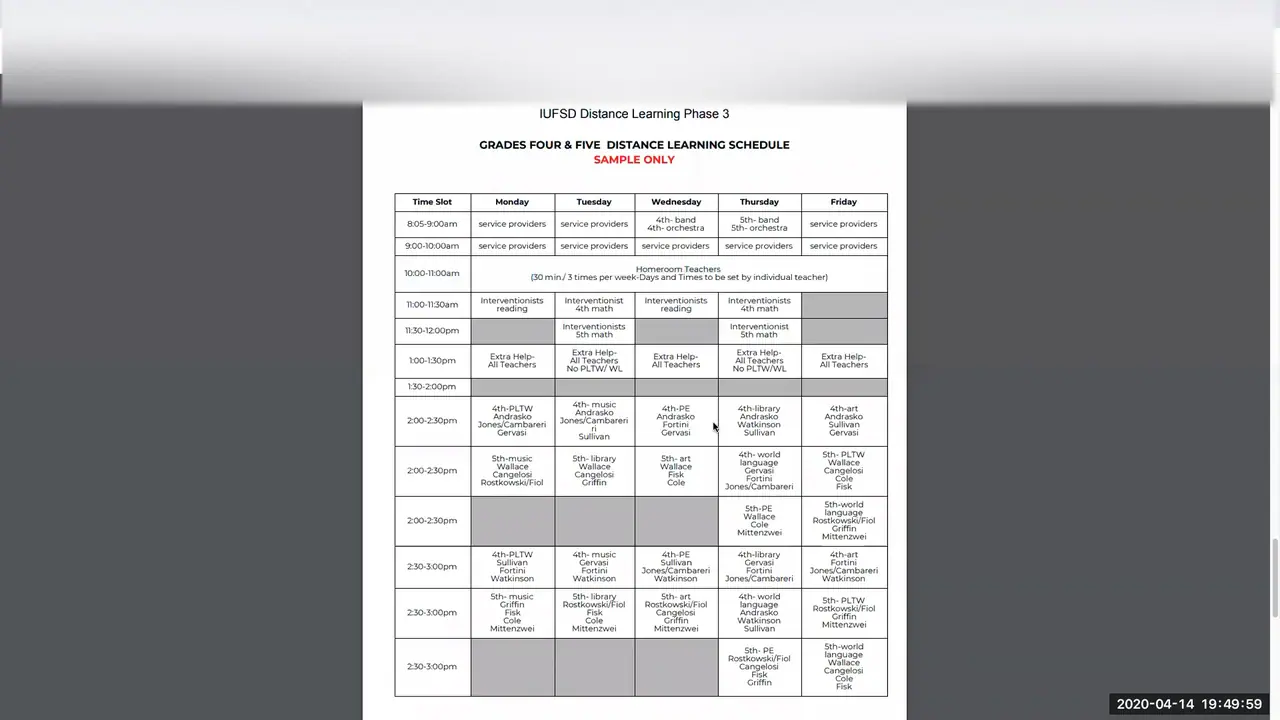 IUFSD Distance Learning Phase 3
GRADES FOUR & FIVE  DISTANCE LEARNING SCHEDULE
SAMPLE ONLY
Time Slot Monday Tuesday Wednesday Thursday Friday
8:05-9:00am
service providers
service providers
4th- band
4th- orchestra
5th- band
5th- orchestra
service providers
9:00-10:00am
service providers
service providers
service providers
service providers
service providers
10:00-11:00am
Homeroom Teachers
(30 min./ 3 times per week-Days and Times to be set by individual teacher)
11:00-11:30am
Interventionists
reading
Interventionist
4th math
Interventionists
reading
Interventionists
4th math
11:30-12:00pm
Interventionists
5th math
Interventionist
5th math
1:00-1:30pm
Extra Help-
All Teachers
Extra Help-
All Teachers
No PLTW/ WL
Extra Help-
All Teachers
Extra Help-
All Teachers
No PLTW/WL
Extra Help-
All Teachers
1:30-2:00pm
2:00-2:30pm
4th-PLTW
Andrasko
Jones/Cambareri
Gervasi
4th- music
Andrasko
Jones/Cambareri
ri
Sullivan
4th-PE
Andrasko
Fortini
Gervasi
4th-library
Andrasko
Watkinson
Sullivan
4th-art
Andrasko
Sullivan
Gervasi
2:00-2:30pm
5th-music
Wallace
Cangelosi
Rostkowski/Fiol
5th- library
Wallace
Cangelosi
Griffin
5th- art
Wallace
Fisk
Cole
4th- world
language
Gervasi
Fortini
Jones/Cambareri
5th- PLTW
Wallace
Cangelosi
Cole
Fisk
2:00-2:30pm
5th-PE
Wallace
Cole
Mittenzwei
5th-world
language
Rostkowski/Fiol
Griffin
Mittenzwei
2:30-3:00pm
4th-PLTW
Sullivan
Fortini
Watkinson
4th- music
Gervasi
Fortini
Watkinson
4th-PE
Sullivan
Jones/Cambareri
Watkinson
4th-library
Gervasi
Fortini
Jones/Cambareri
4th-art
Fortini
Jones/Cambareri
Watkinson
2:30-3:00pm
5th- music
Griffin
Fisk
Cole
Mittenzwei
5th- library
Rostkowski/Fiol
Fisk
Cole
Mittenzwei
5th- art
Rostkowski/Fiol
Cangelosi
Griffin
Mittenzwei
4th- world
language
Andrasko
Watkinson
Sullivan
5th- PLTW
Rostkowski/Fiol
Griffin
Mittenzwei
2:30-3:00pm
5th- PE
Rostkowski/Fiol
Cangelosi
Fisk
Griffin
5th-world
language
Wallace
Cangelosi
Cole
Fisk
2020-04-14 19:49:59